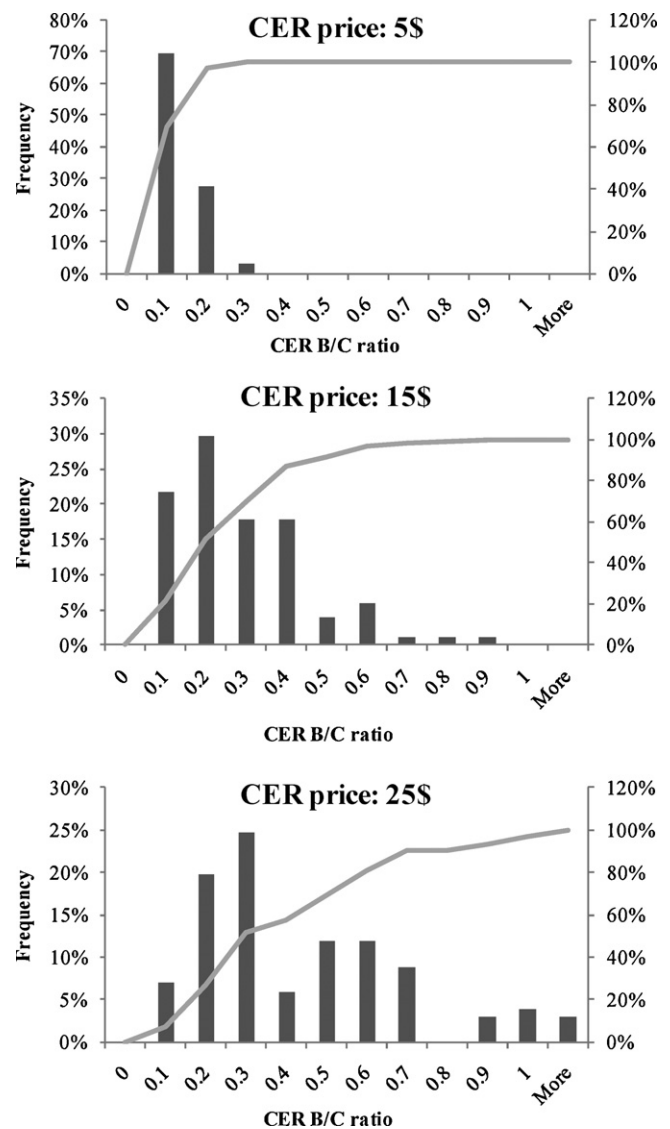 CER price: 5$
80% 120%
70% 100%
60% 80%
50%
40% 60%
30% 40%
20%
10% 20%
0% 0%
Frequency
0 0.1 0.2 0.3 0.4 0.5 0.6 0.7 0.8 0.9 1 More
CER B/C ratio
CER price: 15$
35% 120%
30% 100%
25% 80%
20%
15% 60%
10% 40%
5% 20%
0% 0%
Frequency
0 0.1 0.2 0.3 0.4 0.5 0.6 0.7 0.8 0.9 1 More
CER B/C ratio
CER price: 25$
30% 120%
25% 100%
20% 80%
15% 60%
10% 40%
5% 20%
0% 0%
Frequency
0 0.1 0.2 0.3 0.4 0.5 0.6 0.7 0.8 0.9 1 More
CER B/C ratio